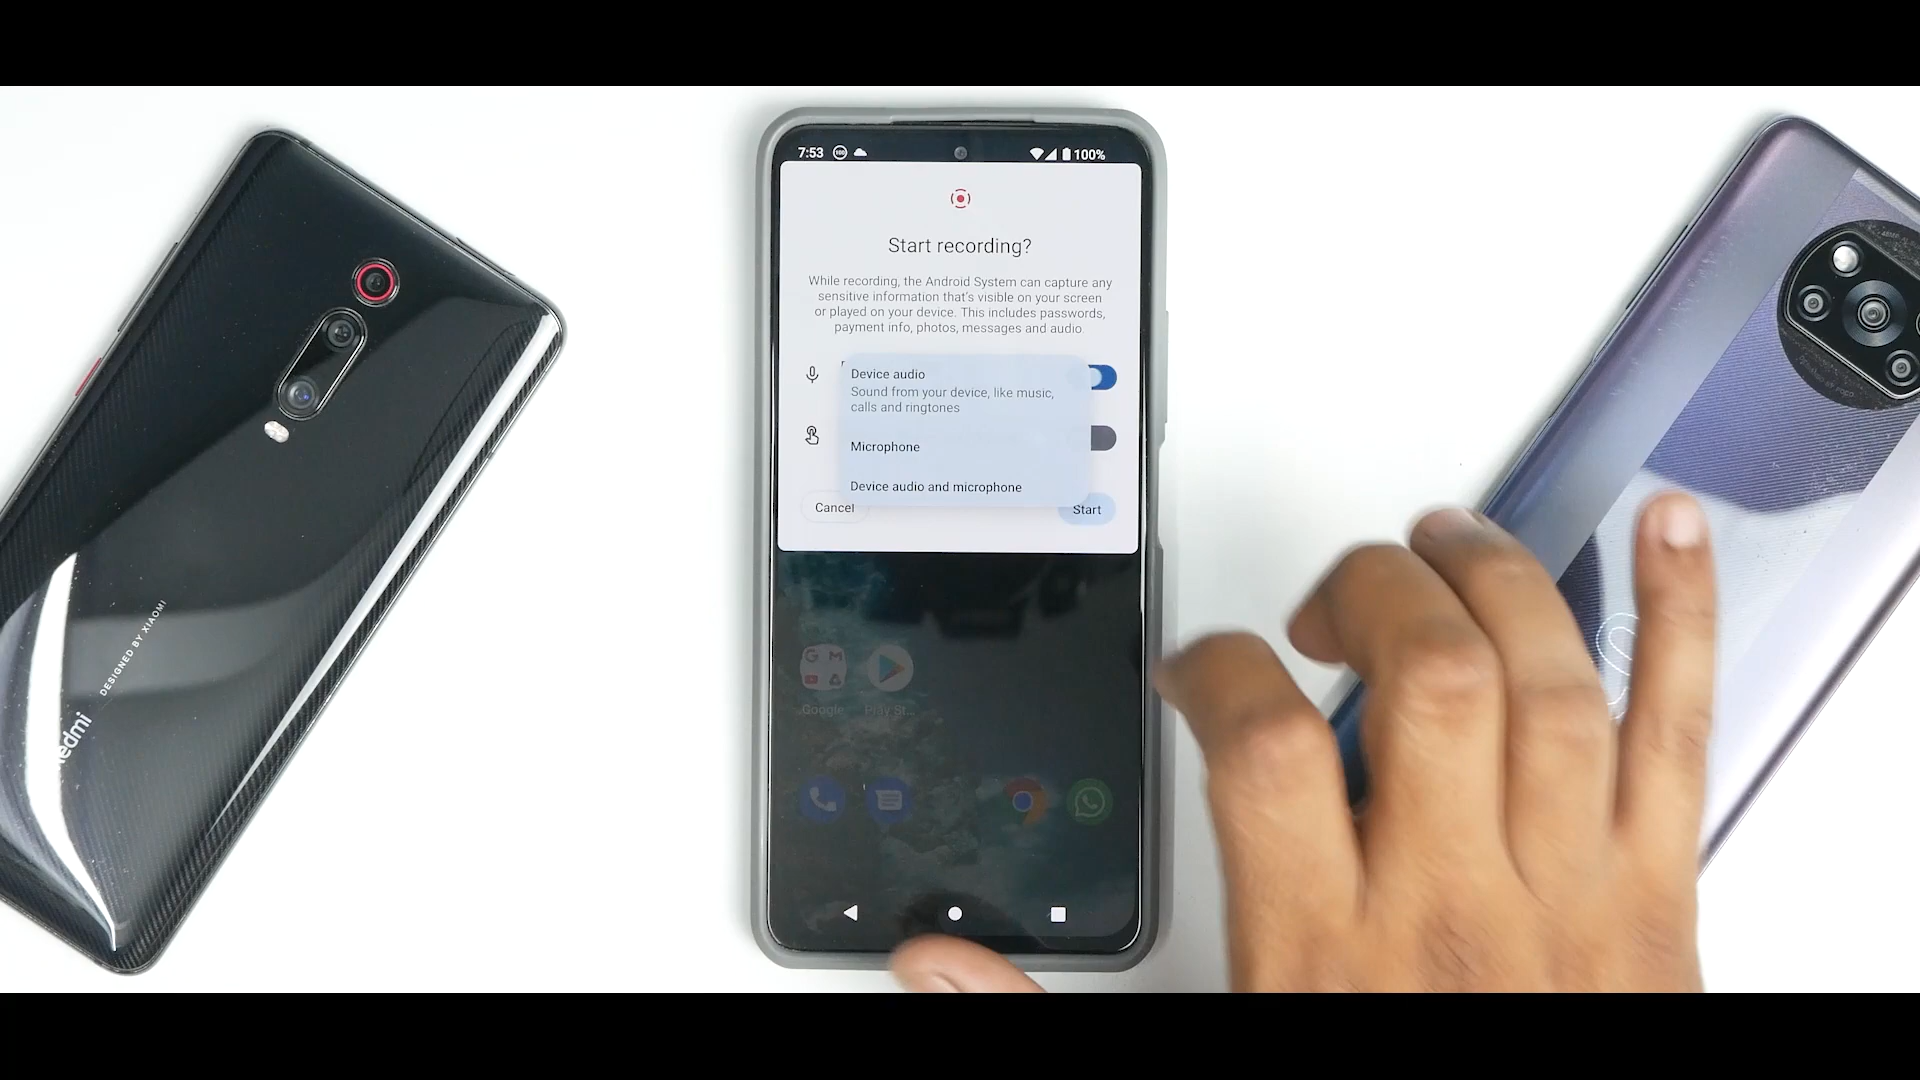 7:53
100%
Start recording?
While recording, the Android System can capture any
sensitive information that's visible on your screen
or played on your device. This includes passwords,
payment info, photos, messages and audio
Device audio
Sound from your device, like music,
calls and ringtones
Microphone
Device audio and microphone
Cancel
Start
Google
Play St...
DESIGNED BY XIAOMI
Redmi